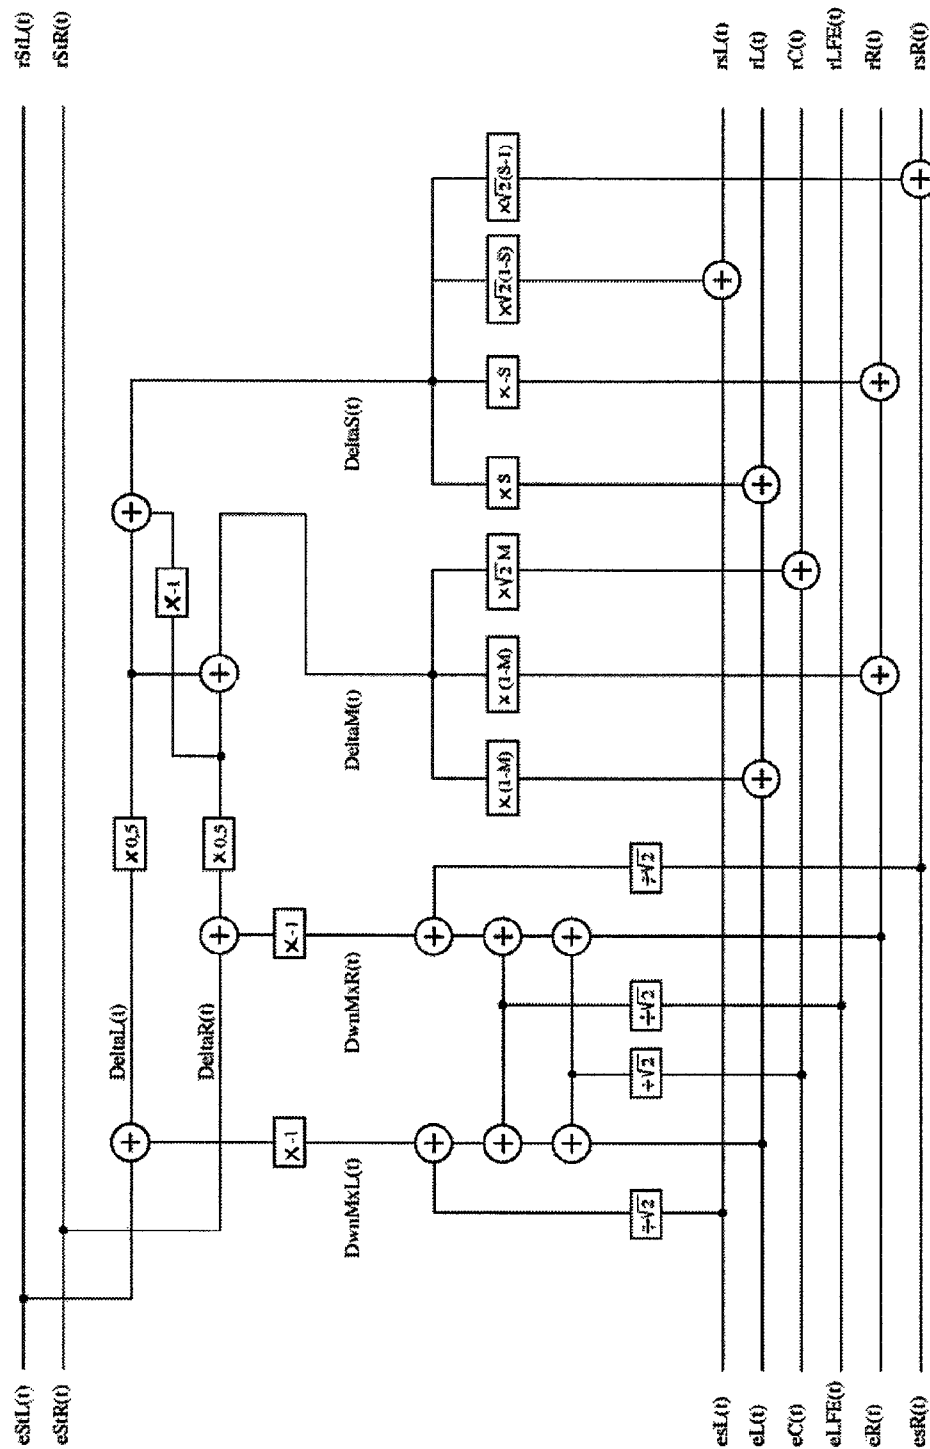 eStL(t)
eStR(t)
rStL(t)
rStR(t)
DeltaL(t)
DeltaR(t)
X 0,5
X 0,5
X -1
X -1
X -1
DwnMxL(t)
DwnMxR(t)
DeltaM(t)
DeltaS(t)
÷√2
÷√2
÷√2
÷√2
X (1-M)
X (1-M)
X√2 M
X S
X -S
X√2(1-S)
X√2(S-1)
esL(t)
eL(t)
eC(t)
eLFE(t)
eR(t)
esR(t)
rsL(t)
rL(t)
rC(t)
rLFE(t)
rR(t)
rsR(t)